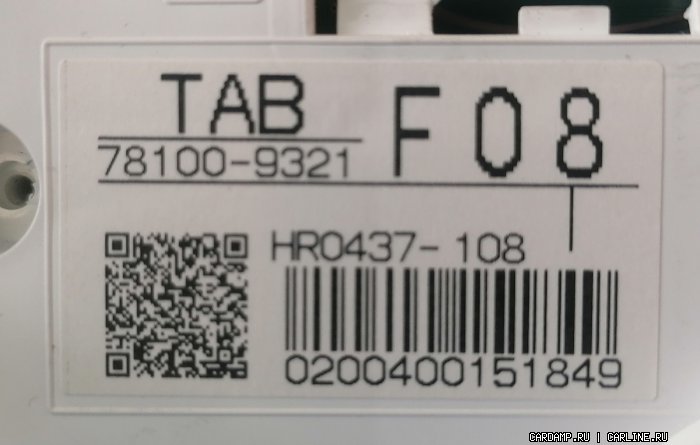 TAB F08
78100-9321
HR0437-108
0200400151849
CARDAMP.RU | CARLINE.RU